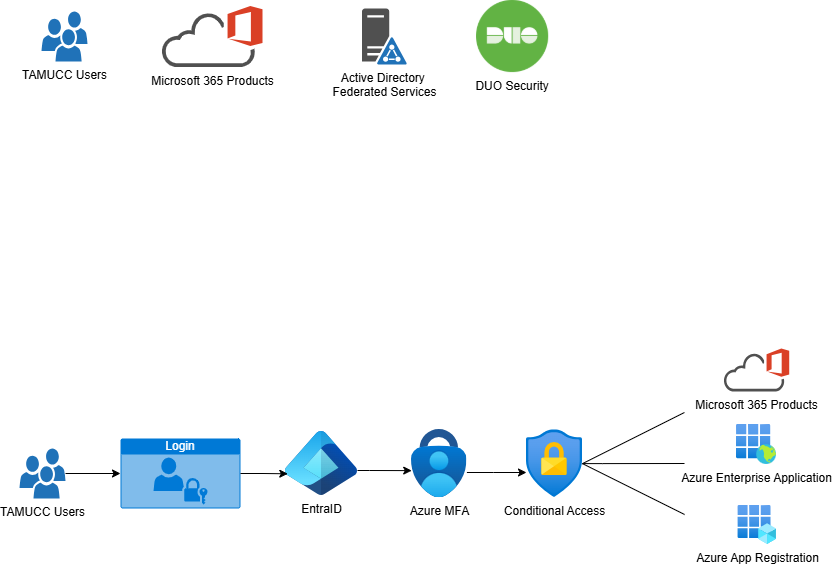 DUO
TAMUCC Users
Microsoft 365 Products
Active Directory
Federated Services
DUO Security
Login
Microsoft 365 Products
Azure Enterprise Application
TAMUCC Users
EntraID
Azure MFA
Conditional Access
Azure App Registration